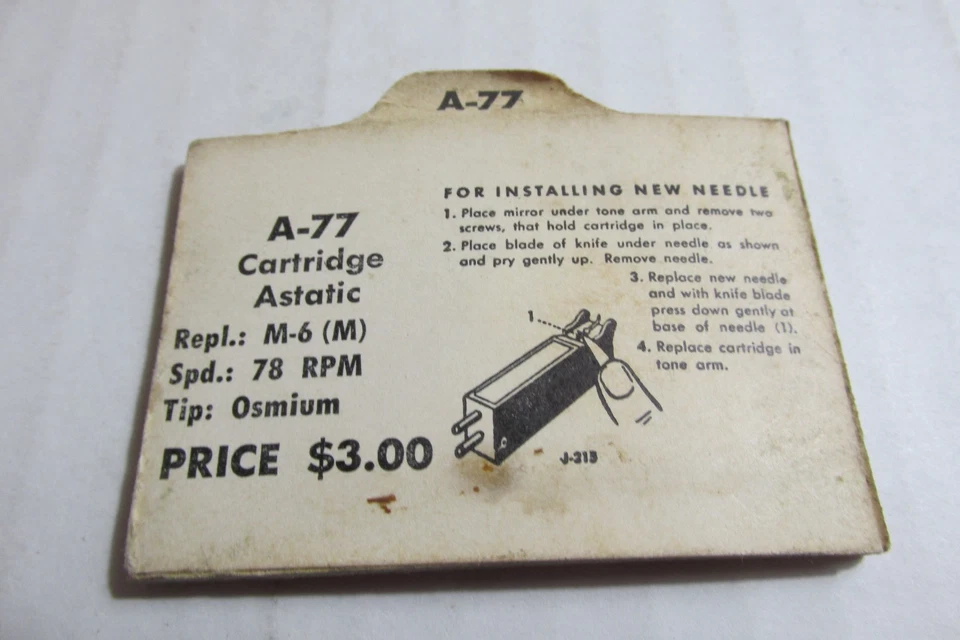 A-77
A-77
Cartridge
Astatic
Repl.: M-6 (M)
Spd.: 78 RPM
Tip: Osmium
PRICE $3.00
FOR INSTALLING NEW NEEDLE
1. Place mirror under tone arm and remove two
screws, that hold cartridge in place.
2. Place blade of knife under needle as shown
and pry gently up. Remove needle.
3. Replace new needle
and with knife blade
press down gently at
base of needle (1).
4. Replace cartridge in
tone arm.
1
J-315